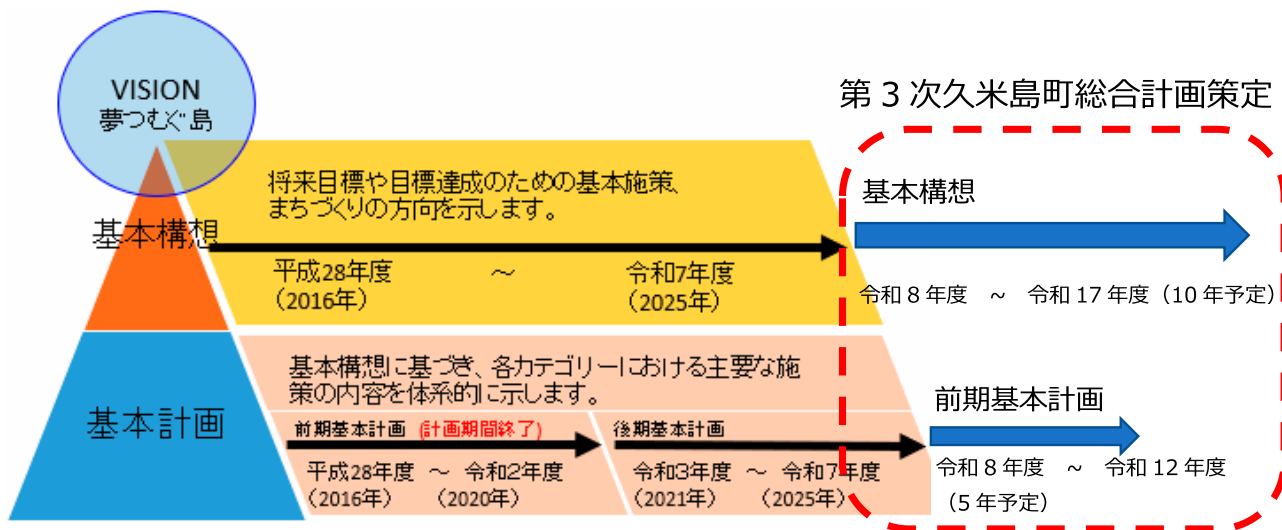 VISION
夢つむぐ島
基本構想
基本計画
将来目標や目標達成のための基本施策、
まちづくりの方向を示します。
平成28年度 ～ 令和7年度
（2016年） （2025年）
基本構想に基づき、各カテゴリーにおける主要な施
策の内容を体系的に示します。
前期基本計画 (計画期間終了)
平成28年度 ～ 令和2年度
（2016年） （2020年）
後期基本計画
令和3年度 ～ 令和7年度
（2021年） （2025年）
第3次久米島町総合計画策定
基本構想
令和8年度 ～ 令和17年度（10年予定）
前期基本計画
令和8年度 ～ 令和12年度
（5年予定）